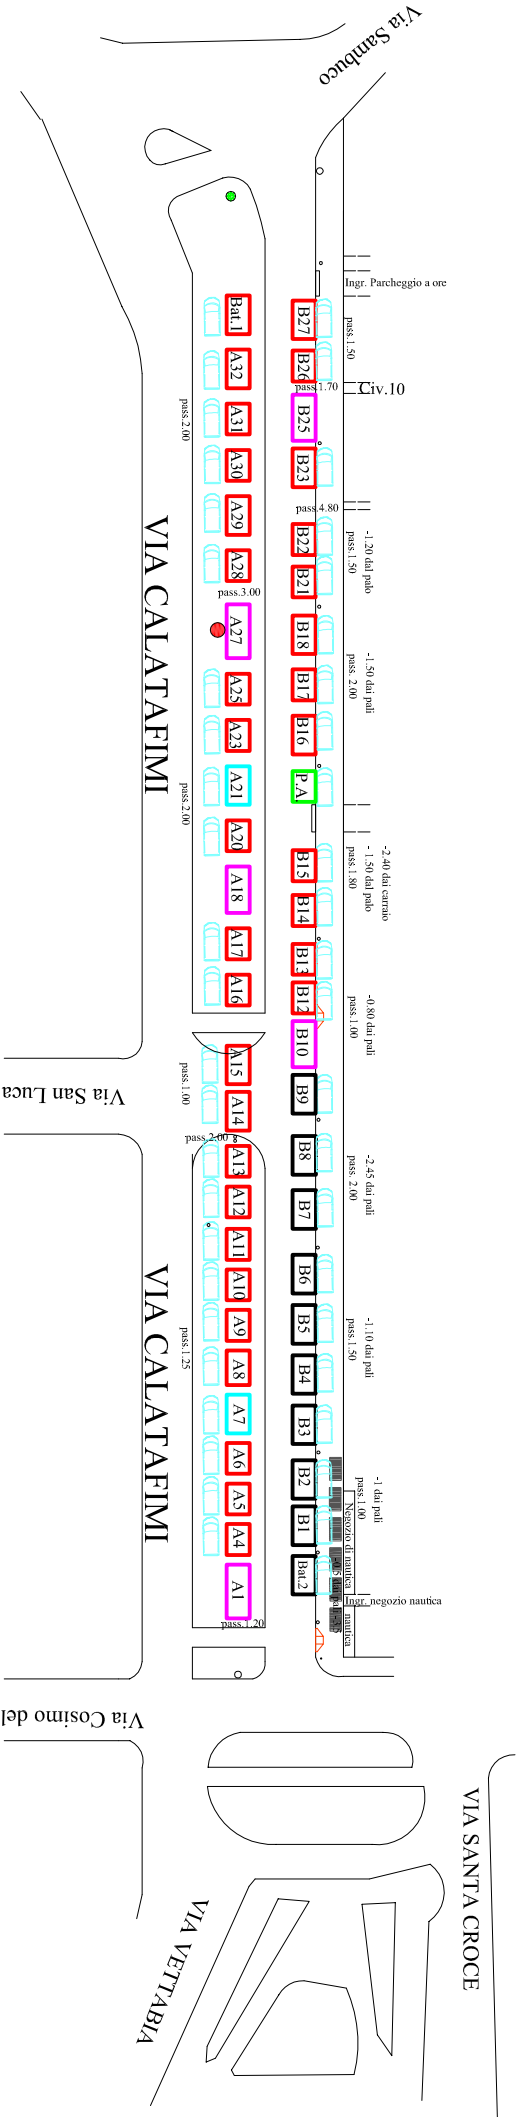 Via Sambuco
Ingr. Parcheggio a ore
Bat.1
B27
pass.1.50
A32
B26
pass.1.70
Civ.10
A31
B25
pass.2.00
A30
B23
pass.4.80
A29
B22
-1.20 dal palo
pass.1.50
A28
B21
pass.3.00
VIA CALATAFIMI
A27
B18
-1.50 dai pali
pass. 2.00
A25
B17
A23
B16
A21
P.A.
pass.2.00
A20
B15
-2.40 dai carraio
- 1.50 dal palo
pass.1.80
A18
B14
A17
B13
A16
B12
-0.80 dai pali
pass.1.00
B10
A15
Via San Luca
pass.1.00
B9
A14
pass.2.00
A13
B8
-2.45 dai pali
pass. 2.00
A12
B7
A11
A10
B6
A9
B5
-1.10 dai pali
pass.1.50
pass.1.25
VIA CALATAFIMI
A8
B4
A7
B3
A6
B2
-1 dai pali
pass.1.00
A5
B1
Negozio di nautica
A4
Bat.2
A1
Ingr. negozio nautica
nautica
pass.1.20
Via Cosimo del
VIA SANTA CROCE
VIA VETTABIA